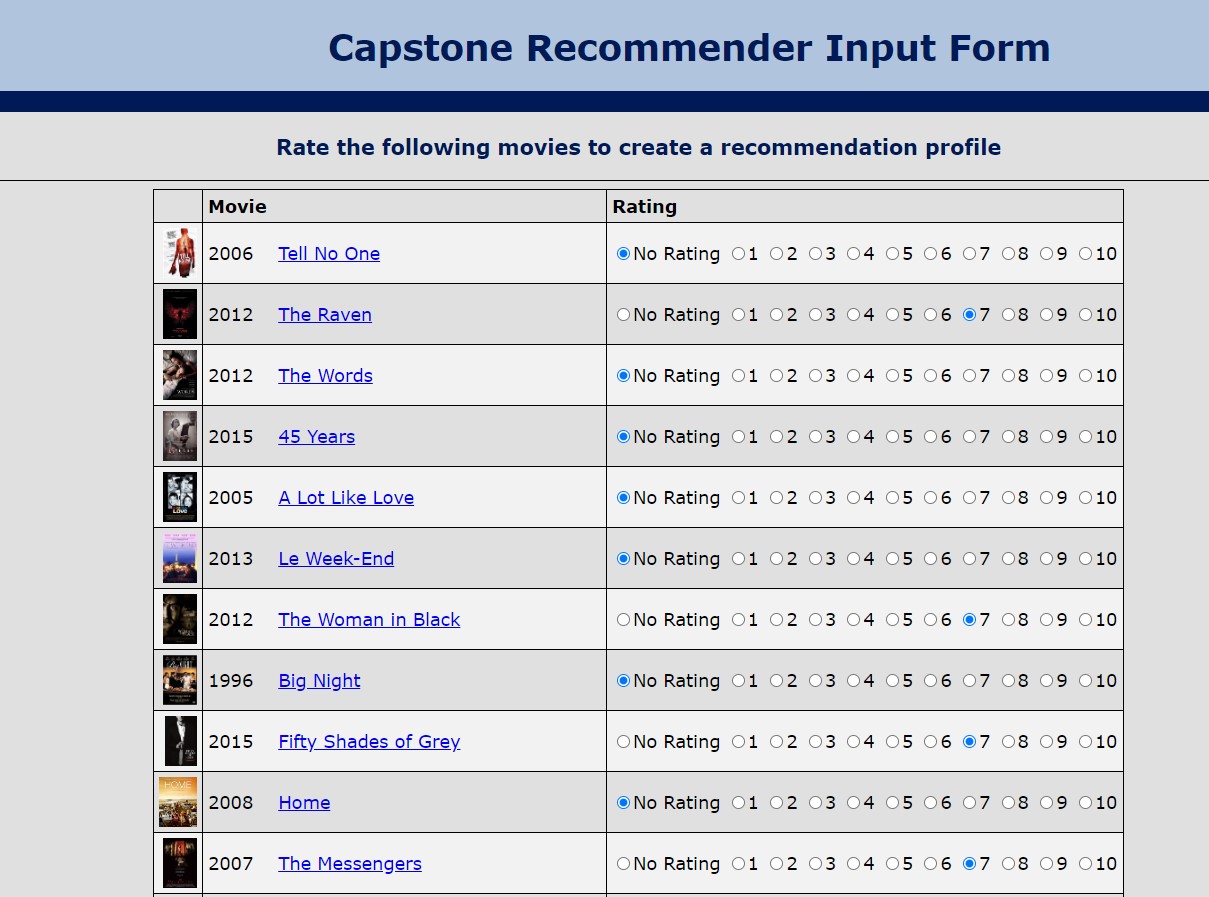 Capstone Recommender Input Form
Rate the following movies to create a recommendation profile
Movie Rating
2006 Tell No One No Rating 1 2 3 4 5 6 7 8 9 10
2012 The Raven No Rating 1 2 3 4 5 6 7 8 9 10
2012 The Words No Rating 1 2 3 4 5 6 7 8 9 10
2015 45 Years No Rating 1 2 3 4 5 6 7 8 9 10
2005 A Lot Like Love No Rating 1 2 3 4 5 6 7 8 9 10
2013 Le Week-End No Rating 1 2 3 4 5 6 7 8 9 10
2012 The Woman in Black No Rating 1 2 3 4 5 6 7 8 9 10
1996 Big Night No Rating 1 2 3 4 5 6 7 8 9 10
2015 Fifty Shades of Grey No Rating 1 2 3 4 5 6 7 8 9 10
HOME
2008 Home No Rating 1 2 3 4 5 6 7 8 9 10
2007 The Messengers No Rating 1 2 3 4 5 6 7 8 9 10